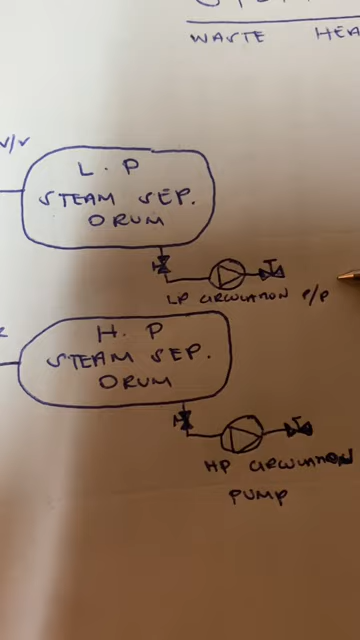 WASTE HEA
V/V
L. P
STEAM SEP.
DRUM
LP CIRCULATION P/P
H. P
STEAM SEP.
DRUM
HP CIRCULATION
PUMP